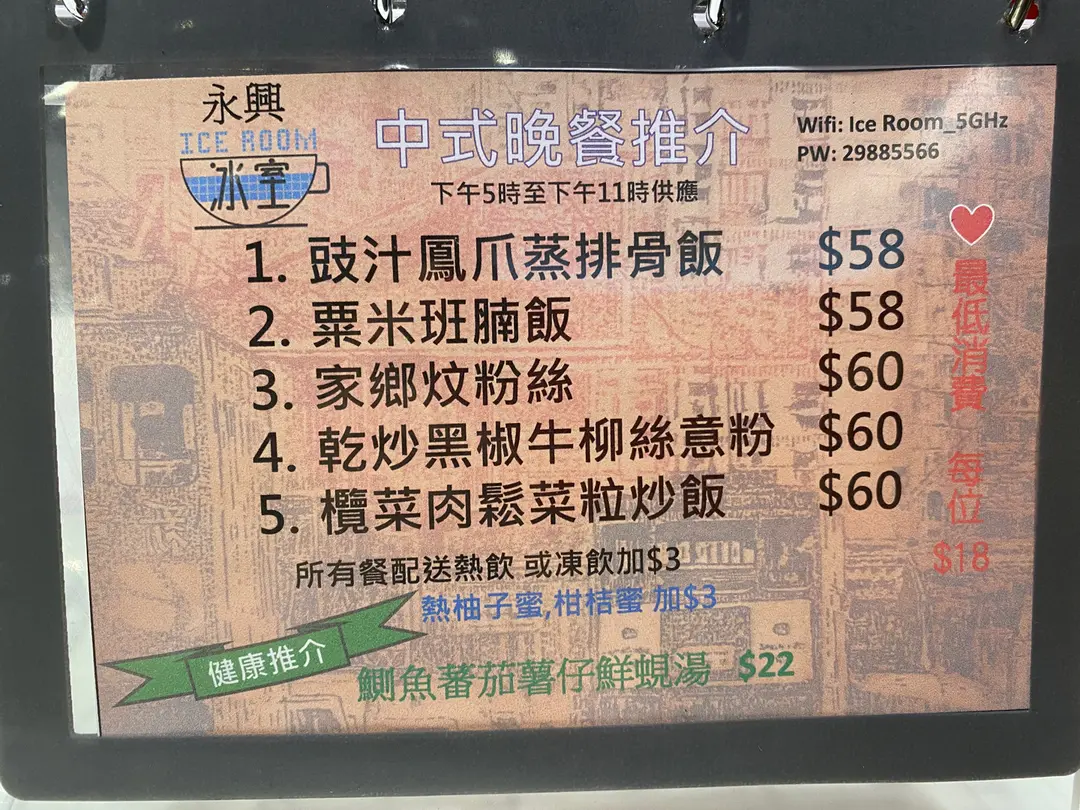 永興
ICE ROOM
冰室
中式晚餐推介
下午5時至下午11時供應
Wifi: Ice Room_5GHz
PW: 29885566
1. 豉汁鳳爪蒸排骨飯 $58
2. 粟米班腩飯 $58
3. 家鄉炆粉絲 $60
4. 乾炒黑椒牛柳絲意粉 $60
5. 欖菜肉鬆菜粒炒飯 $60
最低消費 每位 $18
所有餐配送熱飲 或凍飲加$3
熱柚子蜜,柑桔蜜 加$3
健康推介
鰂魚蕃茄薯仔鮮蜆湯 $22